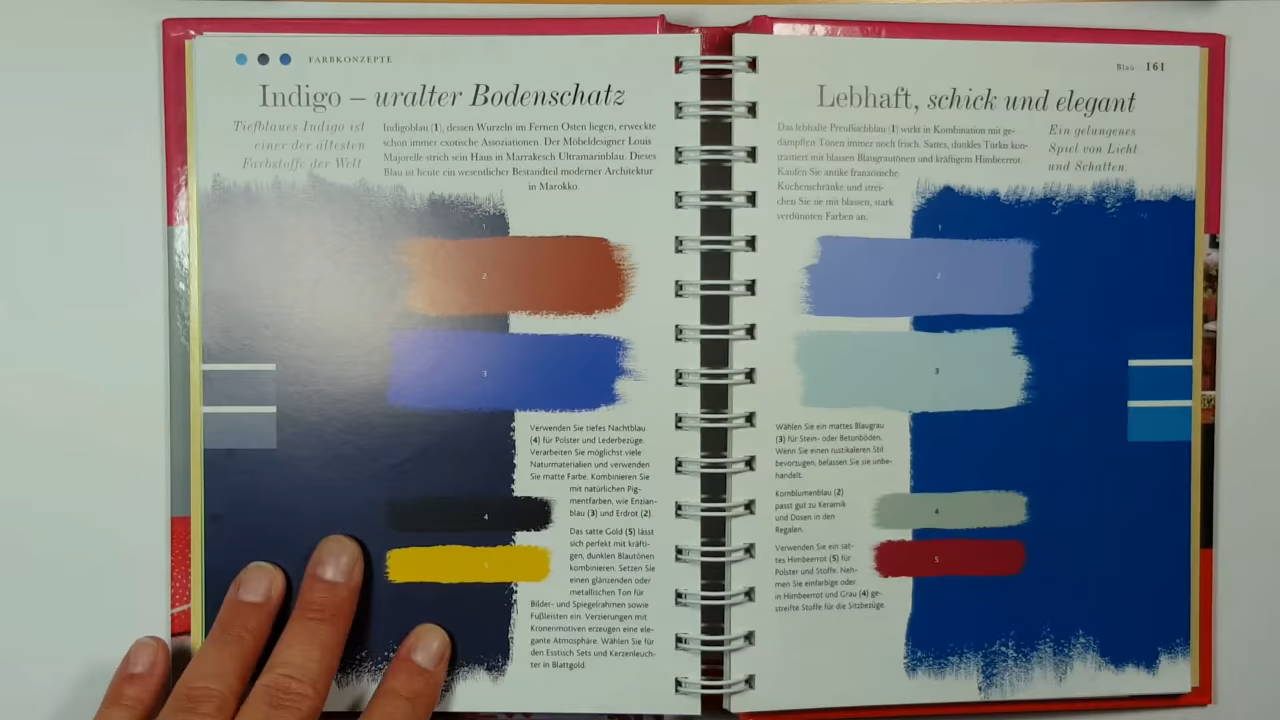 FARBKONZEPTE
Indigo – uralter Bodenschatz
Tiefblaues Indigo ist
einer der ältesten
Farbstoffe der Welt
Indigoblau (1), dessen Wurzeln im Fernen Osten liegen, erweckte
schon immer exotische Assoziationen. Der Möbeldesigner Louis
Majorelle strich sein Haus in Marrakesch Ultramarinblau. Dieses
Blau ist heute ein wesentlicher Bestandteil moderner Architektur
in Marokko.
1
2
3
Verwenden Sie tiefes Nachtblau
(4) für Polster und Lederbezüge.
Verarbeiten Sie möglichst viele
Naturmaterialien und verwenden
Sie matte Farbe. Kombinieren Sie
mit natürlichen Pig-
mentfarben, wie Enzian-
blau (3) und Erdrot (2).
4
Das satte Gold (5) lässt
sich perfekt mit kräfti-
gen, dunklen Blautönen
kombinieren. Setzen Sie
einen glänzenden oder
metallischen Ton für
Bilder- und Spiegelrahmen sowie
Fußleisten ein. Verzierungen mit
Kronenmotiven erzeugen eine ele-
gante Atmosphäre. Wählen Sie für
den Esstisch Sets und Kerzenleuch-
ter in Blattgold.
5
Blau 161
Lebhaft, schick und elegant
Das lebhafte Preußischblau (1) wirkt in Kombination mit ge-
dämpften Tönen immer noch frisch. Sattes, dunkles Türkis kon-
trastiert mit blassen Blaugrautönen und kräftigem Himbeerrot.
Kaufen Sie antike französische
Küchenschränke und strei-
chen Sie sie mit blassen, stark
verdünnten Farben an.
Ein gelungenes
Spiel von Licht
und Schatten.
1
2
3
Wählen Sie ein mattes Blaugrau
(3) für Stein- oder Betonböden.
Wenn Sie einen rustikaleren Stil
bevorzugen, belassen Sie sie unbe-
handelt.
Kornblumenblau (2)
passt gut zu Keramik
und Dosen in den
Regalen.
4
Verwenden Sie ein sat-
tes Himbeerrot (5) für
Polster und Stoffe. Neh-
men Sie einfarbige oder
in Himbeerrot und Grau (4) ge-
streifte Stoffe für die Sitzbezüge.
5